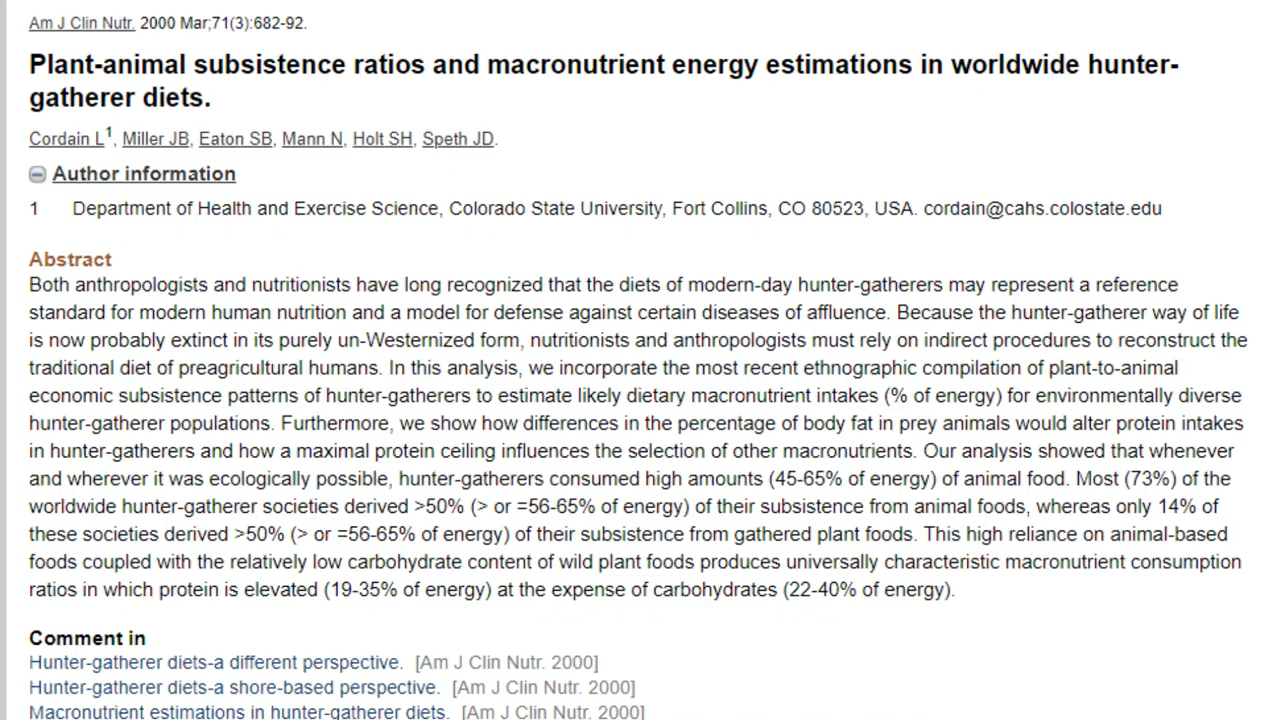 Am J Clin Nutr. 2000 Mar;71(3):682-92.
Plant-animal subsistence ratios and macronutrient energy estimations in worldwide hunter-
gatherer diets.
Cordain L1, Miller JB, Eaton SB, Mann N, Holt SH, Speth JD.
Author information
1 Department of Health and Exercise Science, Colorado State University, Fort Collins, CO 80523, USA. cordain@cahs.colostate.edu
Abstract
Both anthropologists and nutritionists have long recognized that the diets of modern-day hunter-gatherers may represent a reference
standard for modern human nutrition and a model for defense against certain diseases of affluence. Because the hunter-gatherer way of life
is now probably extinct in its purely un-Westernized form, nutritionists and anthropologists must rely on indirect procedures to reconstruct the
traditional diet of preagricultural humans. In this analysis, we incorporate the most recent ethnographic compilation of plant-to-animal
economic subsistence patterns of hunter-gatherers to estimate likely dietary macronutrient intakes (% of energy) for environmentally diverse
hunter-gatherer populations. Furthermore, we show how differences in the percentage of body fat in prey animals would alter protein intakes
in hunter-gatherers and how a maximal protein ceiling influences the selection of other macronutrients. Our analysis showed that whenever
and wherever it was ecologically possible, hunter-gatherers consumed high amounts (45-65% of energy) of animal food. Most (73%) of the
worldwide hunter-gatherer societies derived >50% (> or =56-65% of energy) of their subsistence from animal foods, whereas only 14% of
these societies derived >50% (> or =56-65% of energy) of their subsistence from gathered plant foods. This high reliance on animal-based
foods coupled with the relatively low carbohydrate content of wild plant foods produces universally characteristic macronutrient consumption
ratios in which protein is elevated (19-35% of energy) at the expense of carbohydrates (22-40% of energy).
Comment in
Hunter-gatherer diets-a different perspective. [Am J Clin Nutr. 2000]
Hunter-gatherer diets-a shore-based perspective. [Am J Clin Nutr. 2000]
Macronutrient estimations in hunter-gatherer diets. [Am J Clin Nutr. 2000]